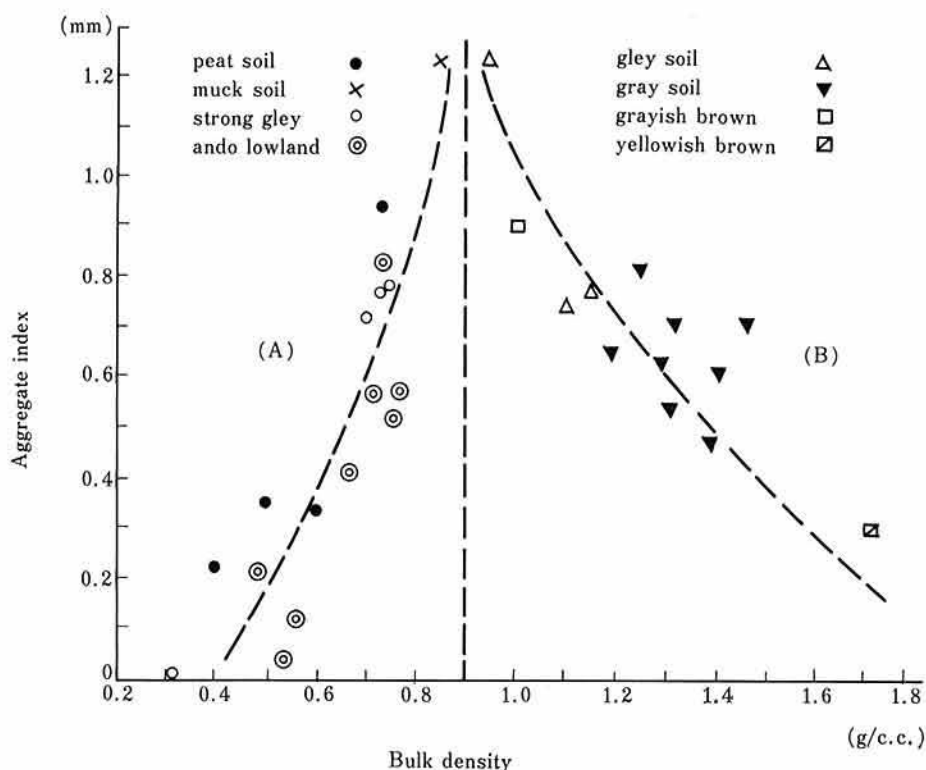 (mm)
peat soil
muck soil
strong gley
ando lowland
gley soil
gray soil
grayish brown
yellowish brown
1.2
1.0
0.8
0.6
0.4
0.2
0
Aggregate index
(A)
(B)
0.2
0.4
0.6
0.8
1.0
1.2
1.4
1.6
1.8
(g/c.c.)
Bulk density